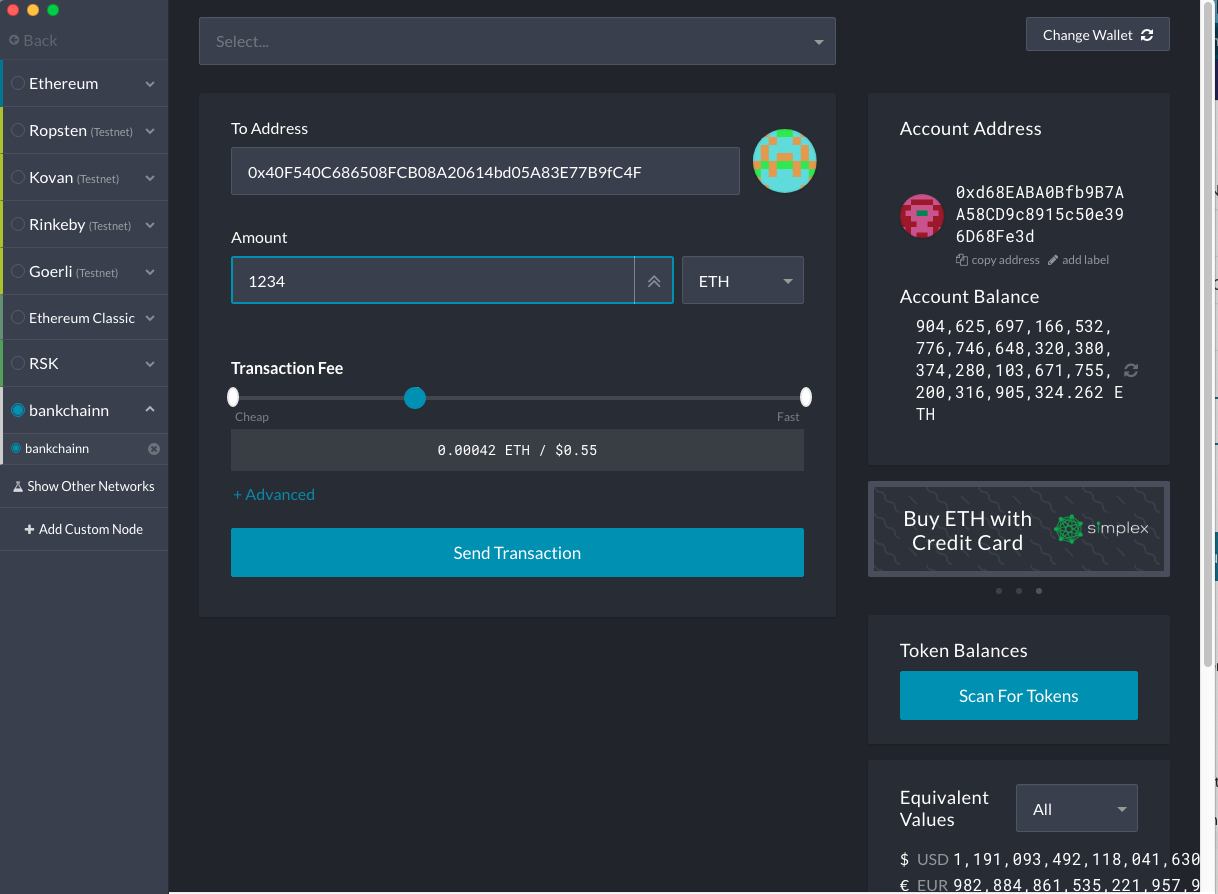 Back
Ethereum
Ropsten (Testnet)
Kovan (Testnet)
Rinkeby (Testnet)
Goerli (Testnet)
Ethereum Classic
RSK
bankchainn
bankchainn
Show Other Networks
Add Custom Node
Select...
Change Wallet
To Address
0x40F540C686508FCB08A20614bd05A83E77B9fC4F
Amount
1234
ETH
Transaction Fee
Cheap
Fast
0.00042 ETH / $0.55
+ Advanced
Send Transaction
Account Address
0xd68EABA0Bfb9B7A
A58CD9c8915c50e39
6D68Fe3d
copy address
add label
Account Balance
904,625,697,166,532,
776,746,648,320,380,
374,280,103,671,755,
200,316,905,324.262 E
TH
Buy ETH with
Credit Card
simplex
Token Balances
Scan For Tokens
Equivalent
Values
All
$ USD 1,191,093,492,118,041,630
€ EUR 982,884,861,535,221,957,9